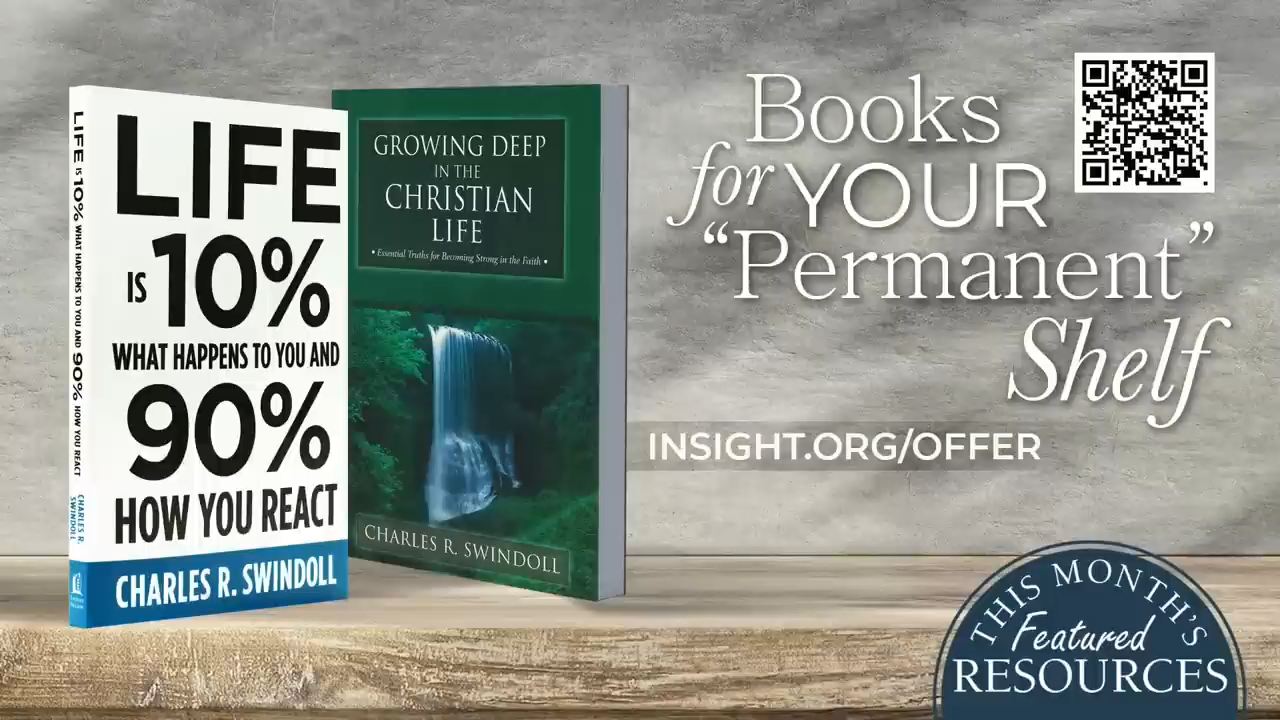 LIFE IS 10% WHAT HAPPENS TO YOU AND 90% HOW YOU REACT
CHARLES R. SWINDOLL
LIFE
IS 10%
WHAT HAPPENS TO YOU AND
90%
HOW YOU REACT
CHARLES R. SWINDOLL
GROWING DEEP
IN THE
CHRISTIAN
LIFE
• Essential Truths for Becoming Strong in the Faith •
CHARLES R. SWINDOLL
Books
for YOUR
“Permanent”
Shelf
INSIGHT.ORG/OFFER
THIS MONTH'S
Featured
RESOURCES